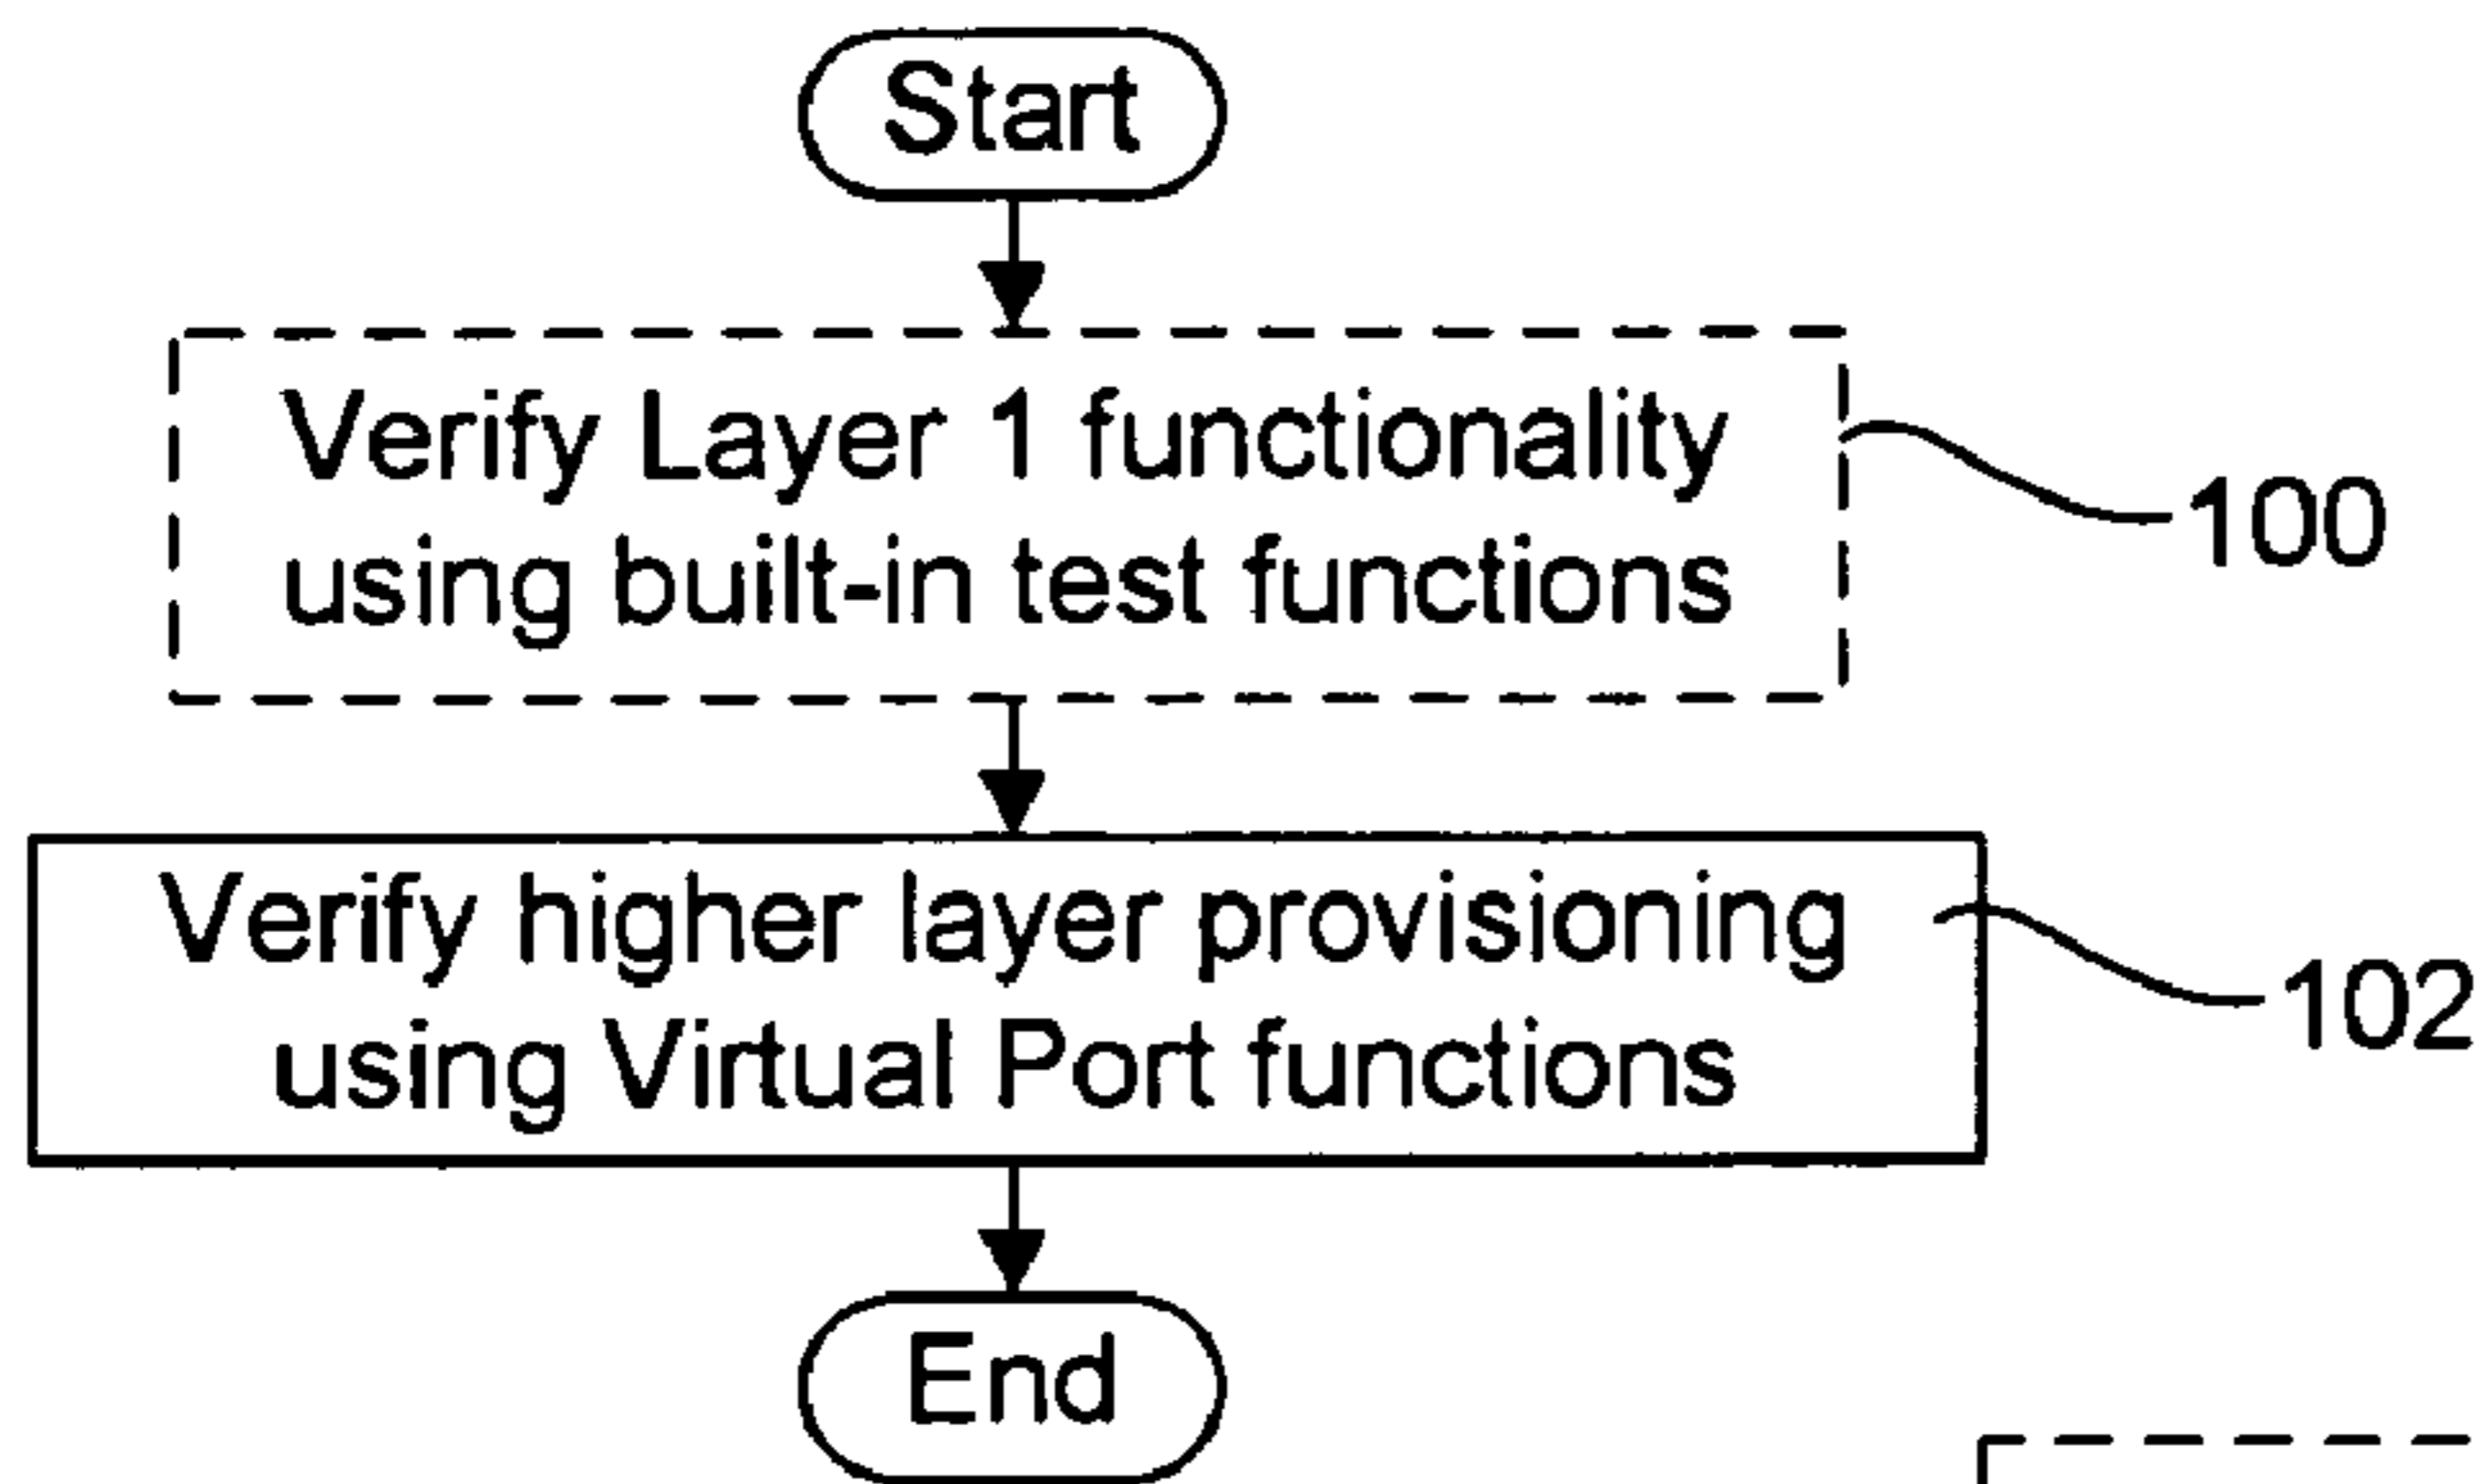 Start
Verify Layer 1 functionality
using built-in test functions
100
Verify higher layer provisioning
using Virtual Port functions
102
End